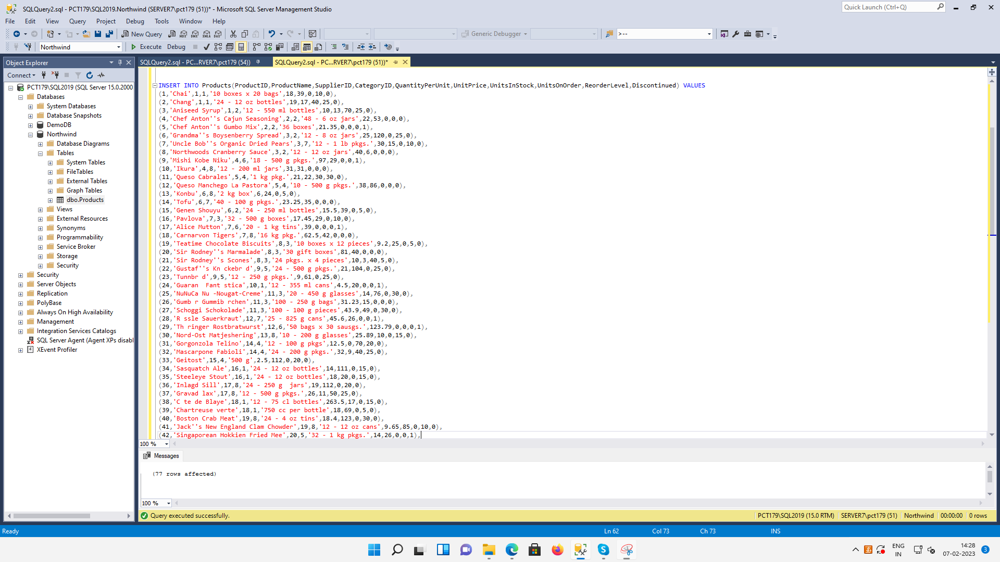 SQLQuery2.sql - PCT179\SQL2019.Northwind (SERVER7\pct179 (51))* - Microsoft SQL Server Management Studio
Quick Launch (Ctrl+Q)
File Edit View Query Project Debug Tools Window Help
New Query MDX DMX XMLA DAX Generic Debugger >--
Northwind Execute Debug
Object Explorer
Connect
PCT179\SQL2019 (SQL Server 15.0.2000
Databases
System Databases
Database Snapshots
DemoDB
Northwind
Database Diagrams
Tables
System Tables
FileTables
External Tables
Graph Tables
dbo.Products
Views
External Resources
Synonyms
Programmability
Service Broker
Storage
Security
Security
Server Objects
Replication
PolyBase
Always On High Availability
Management
Integration Services Catalogs
SQL Server Agent (Agent XPs disabl
XEvent Profiler
SQLQuery2.sql - PC...RVER7\pct179 (54)) SQLQuery2.sql - PC...RVER7\pct179 (51))*
INSERT INTO Products(ProductID,ProductName,SupplierID,CategoryID,QuantityPerUnit,UnitPrice,UnitsInStock,UnitsOnOrder,ReorderLevel,Discontinued) VALUES
(1,'Chai',1,1,'10 boxes x 20 bags',18,39,0,10,0),
(2,'Chang',1,1,'24 - 12 oz bottles',19,17,40,25,0),
(3,'Aniseed Syrup',1,2,'12 - 550 ml bottles',10,13,70,25,0),
(4,'Chef Anton''s Cajun Seasoning',2,2,'48 - 6 oz jars',22,53,0,0,0),
(5,'Chef Anton''s Gumbo Mix',2,2,'36 boxes',21.35,0,0,0,1),
(6,'Grandma''s Boysenberry Spread',3,2,'12 - 8 oz jars',25,120,0,25,0),
(7,'Uncle Bob''s Organic Dried Pears',3,7,'12 - 1 lb pkgs.',30,15,0,10,0),
(8,'Northwoods Cranberry Sauce',3,2,'12 - 12 oz jars',40,6,0,0,0),
(9,'Mishi Kobe Niku',4,6,'18 - 500 g pkgs.',97,29,0,0,1),
(10,'Ikura',4,8,'12 - 200 ml jars',31,31,0,0,0),
(11,'Queso Cabrales',5,4,'1 kg pkg.',21,22,30,30,0),
(12,'Queso Manchego La Pastora',5,4,'10 - 500 g pkgs.',38,86,0,0,0),
(13,'Konbu',6,8,'2 kg box',6,24,0,5,0),
(14,'Tofu',6,7,'40 - 100 g pkgs.',23.25,35,0,0,0),
(15,'Genen Shouyu',6,2,'24 - 250 ml bottles',15.5,39,0,5,0),
(16,'Pavlova',7,3,'32 - 500 g boxes',17.45,29,0,10,0),
(17,'Alice Mutton',7,6,'20 - 1 kg tins',39,0,0,0,1),
(18,'Carnarvon Tigers',7,8,'16 kg pkg.',62.5,42,0,0,0),
(19,'Teatime Chocolate Biscuits',8,3,'10 boxes x 12 pieces',9.2,25,0,5,0),
(20,'Sir Rodney''s Marmalade',8,3,'30 gift boxes',81,40,0,0,0),
(21,'Sir Rodney''s Scones',8,3,'24 pkgs. x 4 pieces',10,3,40,5,0),
(22,'Gustaf''s Kn ckebr d',9,5,'24 - 500 g pkgs.',21,104,0,25,0),
(23,'Tunnbr d',9,5,'12 - 250 g pkgs.',9,61,0,25,0),
(24,'Guaran  Fant stica',10,1,'12 - 355 ml cans',4.5,20,0,0,1),
(25,'NuNuCa Nu -Nougat-Creme',11,3,'20 - 450 g glasses',14,76,0,30,0),
(26,'Gumb r Gummib rchen',11,3,'100 - 250 g bags',31.23,15,0,0,0),
(27,'Schoggi Schokolade',11,3,'100 - 100 g pieces',43.9,49,0,30,0),
(28,'R ssle Sauerkraut',12,7,'25 - 825 g cans',45.6,26,0,0,1),
(29,'Th ringer Rostbratwurst',12,6,'50 bags x 30 sausgs.',123.79,0,0,0,1),
(30,'Nord-Ost Matjeshering',13,8,'10 - 200 g glasses',25.89,10,0,15,0),
(31,'Gorgonzola Telino',14,4,'12 - 100 g pkgs',12.5,0,70,20,0),
(32,'Mascarpone Fabioli',14,4,'24 - 200 g pkgs.',32,9,40,25,0),
(33,'Geitost',15,4,'500 g',2.5,112,0,20,0),
(34,'Sasquatch Ale',16,1,'24 - 12 oz bottles',14,111,0,15,0),
(35,'Steeleye Stout',16,1,'24 - 12 oz bottles',18,20,0,15,0),
(36,'Inlagd Sill',17,8,'24 - 250 g  jars',19,112,0,20,0),
(37,'Gravad lax',17,8,'12 - 500 g pkgs.',26,11,50,25,0),
(38,'C te de Blaye',18,1,'12 - 75 cl bottles',263.5,17,0,15,0),
(39,'Chartreuse verte',18,1,'750 cc per bottle',18,69,0,5,0),
(40,'Boston Crab Meat',19,8,'24 - 4 oz tins',18.4,123,0,30,0),
(41,'Jack''s New England Clam Chowder',19,8,'12 - 12 oz cans',9.65,85,0,10,0),
(42,'Singaporean Hokkien Fried Mee',20,5,'32 - 1 kg pkgs.',14,26,0,0,1),
100 %
Messages
(77 rows affected)
100 %
Query executed successfully. PCT179\SQL2019 (15.0 RTM) SERVER7\pct179 (51) Northwind 00:00:00 0 rows
Ready Ln 62 Col 73 Ch 73 INS
ENG
IN
14:28
07-02-2023
3